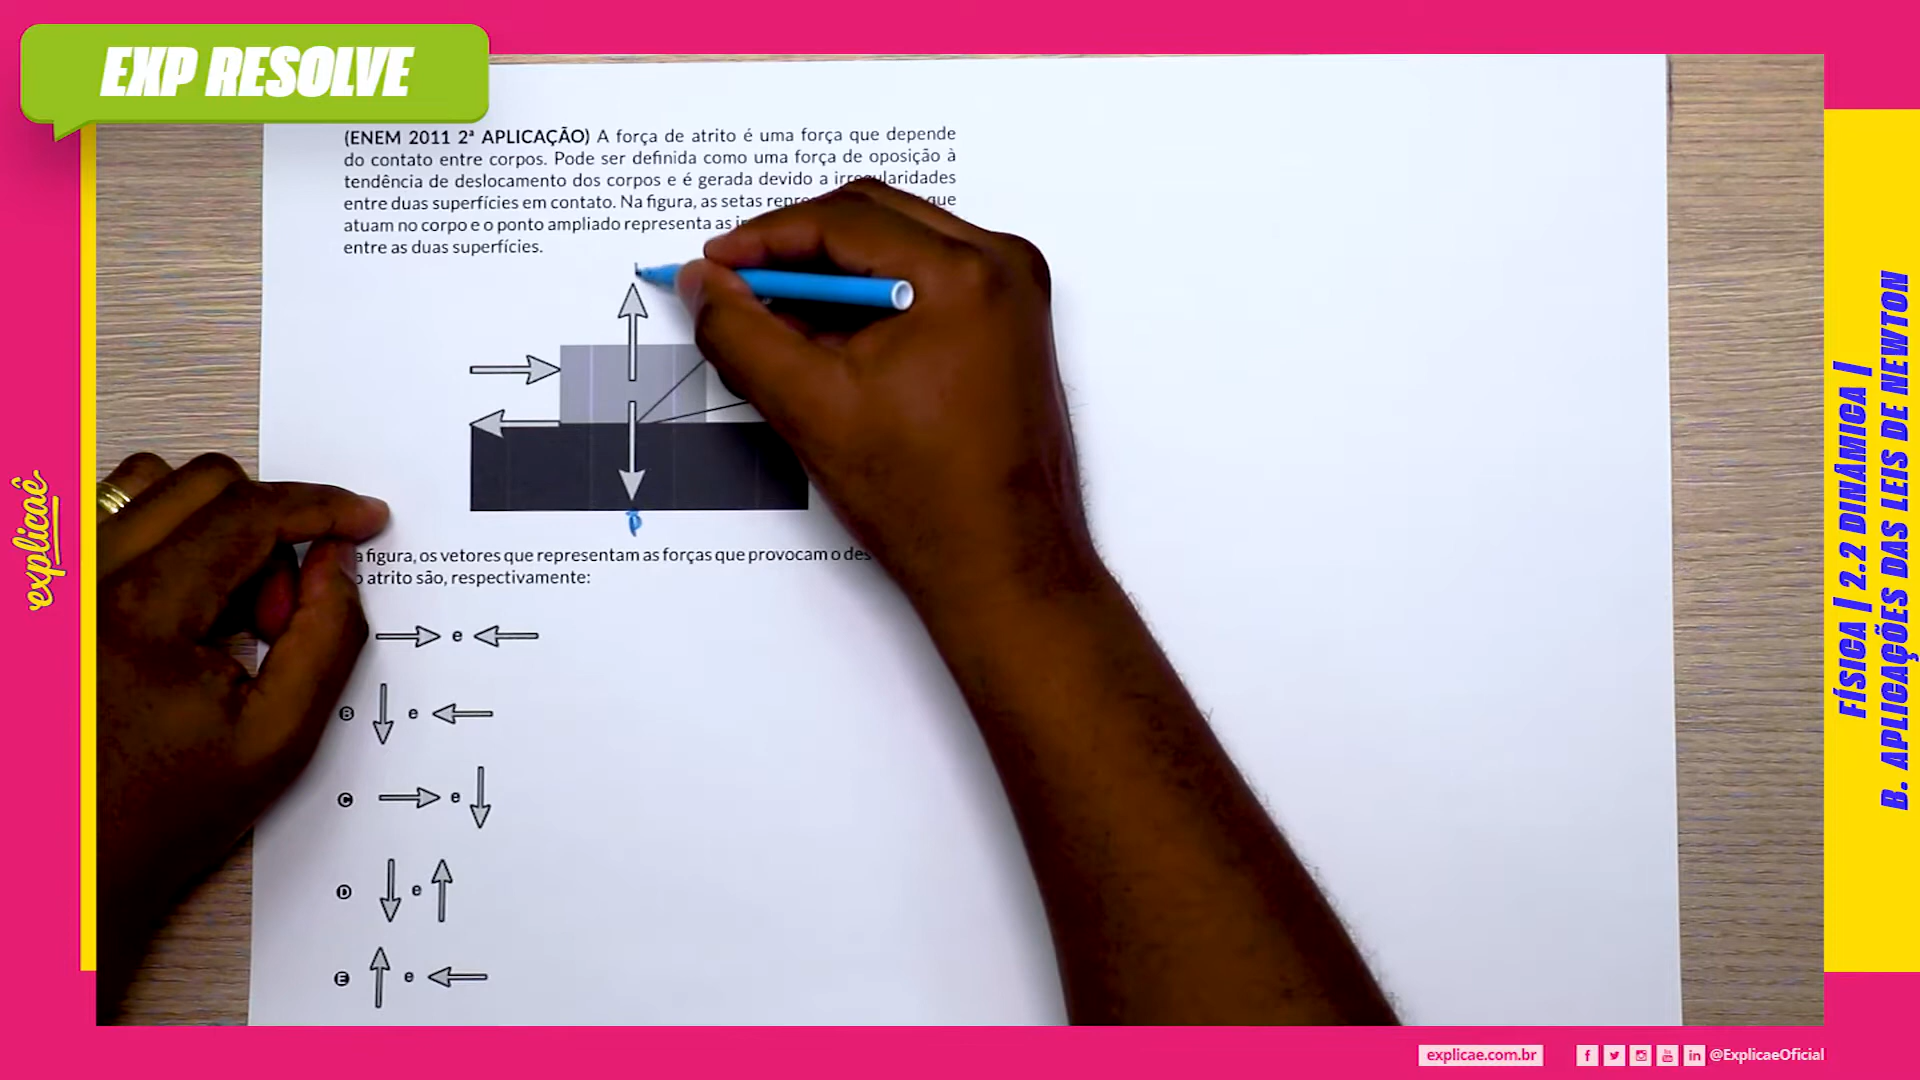 EXP RESOLVE
(ENEM 2011 2ª APLICAÇÃO) A força de atrito é uma força que depende
do contato entre corpos. Pode ser definida como uma força de oposição à
tendência de deslocamento dos corpos e é gerada devido a irregularidades
entre duas superfícies em contato. Na figura, as setas que
atuam no corpo e o ponto ampliado representa as
entre as duas superfícies.
P
a figura, os vetores que representam as forças que provocam o
atrito são, respectivamente:
e
B e
C e
D e
E e
explicaê
FÍSICA | 2.2 DINÂMICA |
B. APLICAÇÕES DAS LEIS DE NEWTON
explicae.com.br
@ExplicaeOficial